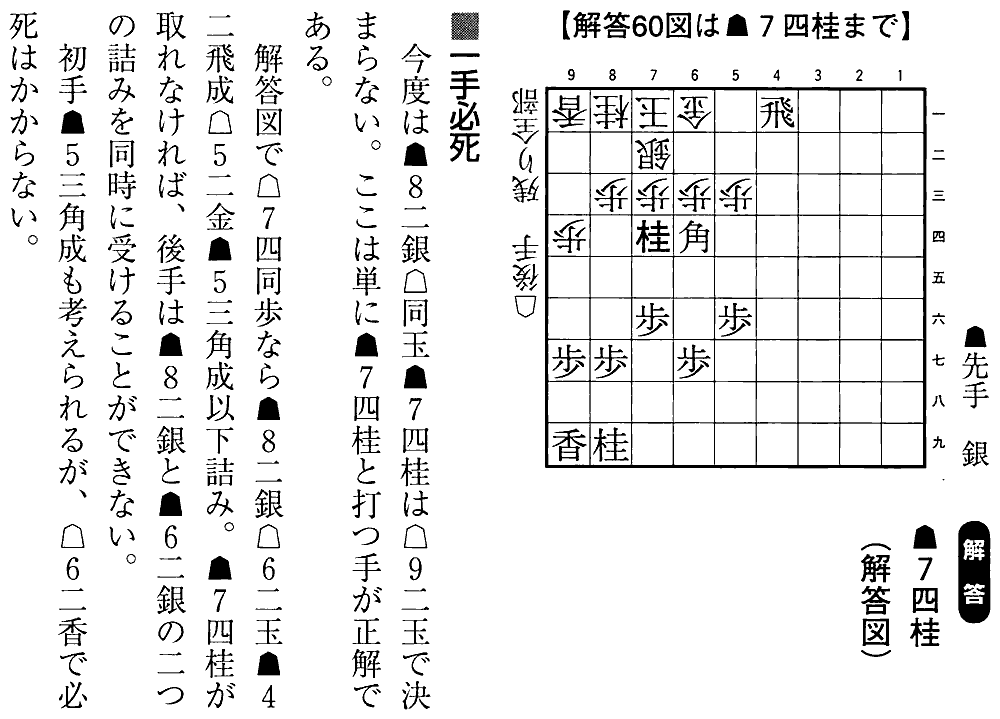 【解答60図は☗7四桂まで】
9 8 7 6 5 4 3 2 1
香 桂 王 金 飛 一
銀 二
歩 歩 歩 歩 三
歩 桂 角 四
五
歩 歩 六
歩 歩 歩 七
八
香 桂 九
☗先手 銀
☖後手 残り全部
解答
☗7四桂
(解答図)
■一手必死
今度は☗8二銀☖同玉☗7四桂は☖9二玉で決
まらない。ここは単に☗7四桂と打つ手が正解で
ある。
解答図で☖7四同歩なら☗8二銀☖6二玉☗4
二飛成☖5二金☗5三角成以下詰み。☗7四桂が
取れなければ、後手は☗8二銀と☗6二銀の二つ
の詰みを同時に受けることができない。
初手☗5三角成も考えられるが、☖6二香で必
死はかからない。